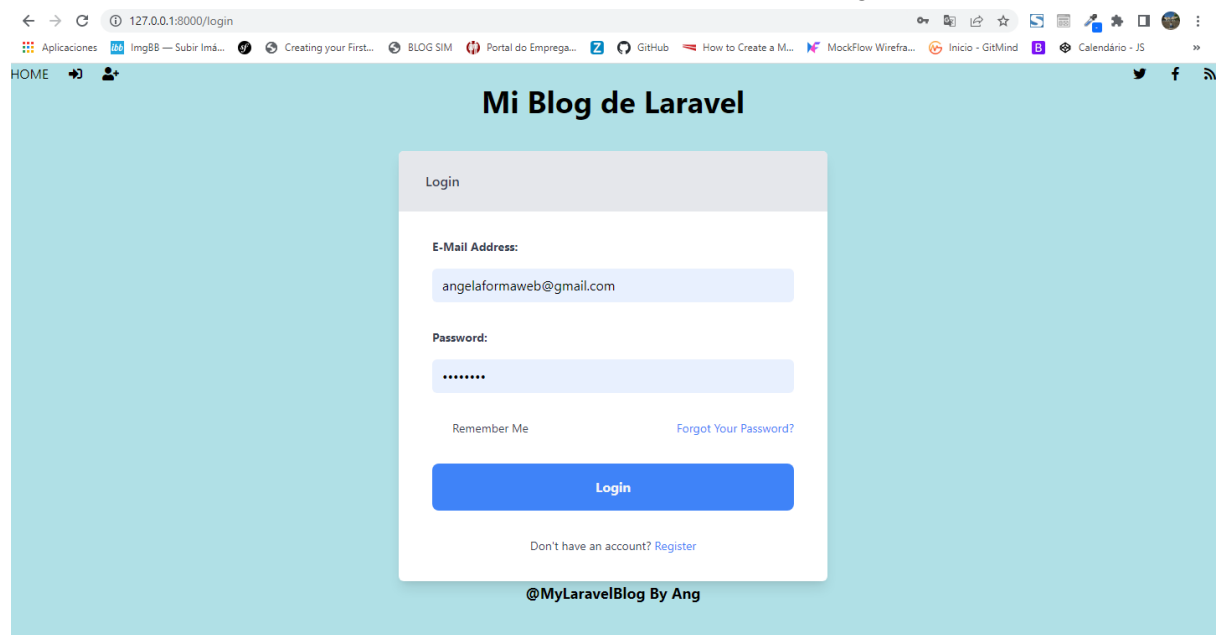 127.0.0.1:8000/login
Aplicaciones ibb ImgBB — Subir Imá... Creating your First... BLOG SIM Portal do Emprega... Z GitHub How to Create a M... MockFlow Wirefra... Inicio - GitMind B Calendário - JS »
HOME
Mi Blog de Laravel
Login
E-Mail Address:
angelaformaweb@gmail.com
Password:
••••••••
Remember Me Forgot Your Password?
Login
Don't have an account? Register
@MyLaravelBlog By Ang